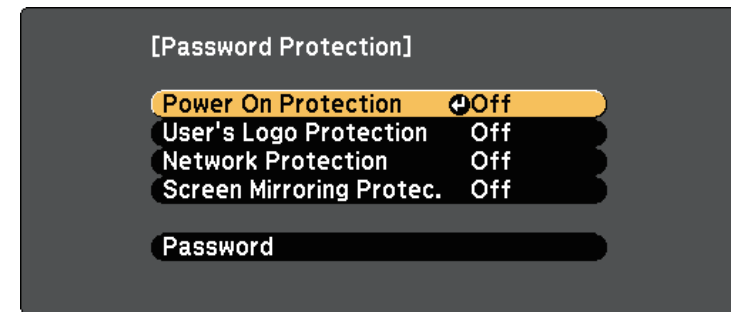 [Password Protection]
Power On Protection Off
User's Logo Protection Off
Network Protection Off
Screen Mirroring Protec. Off
Password